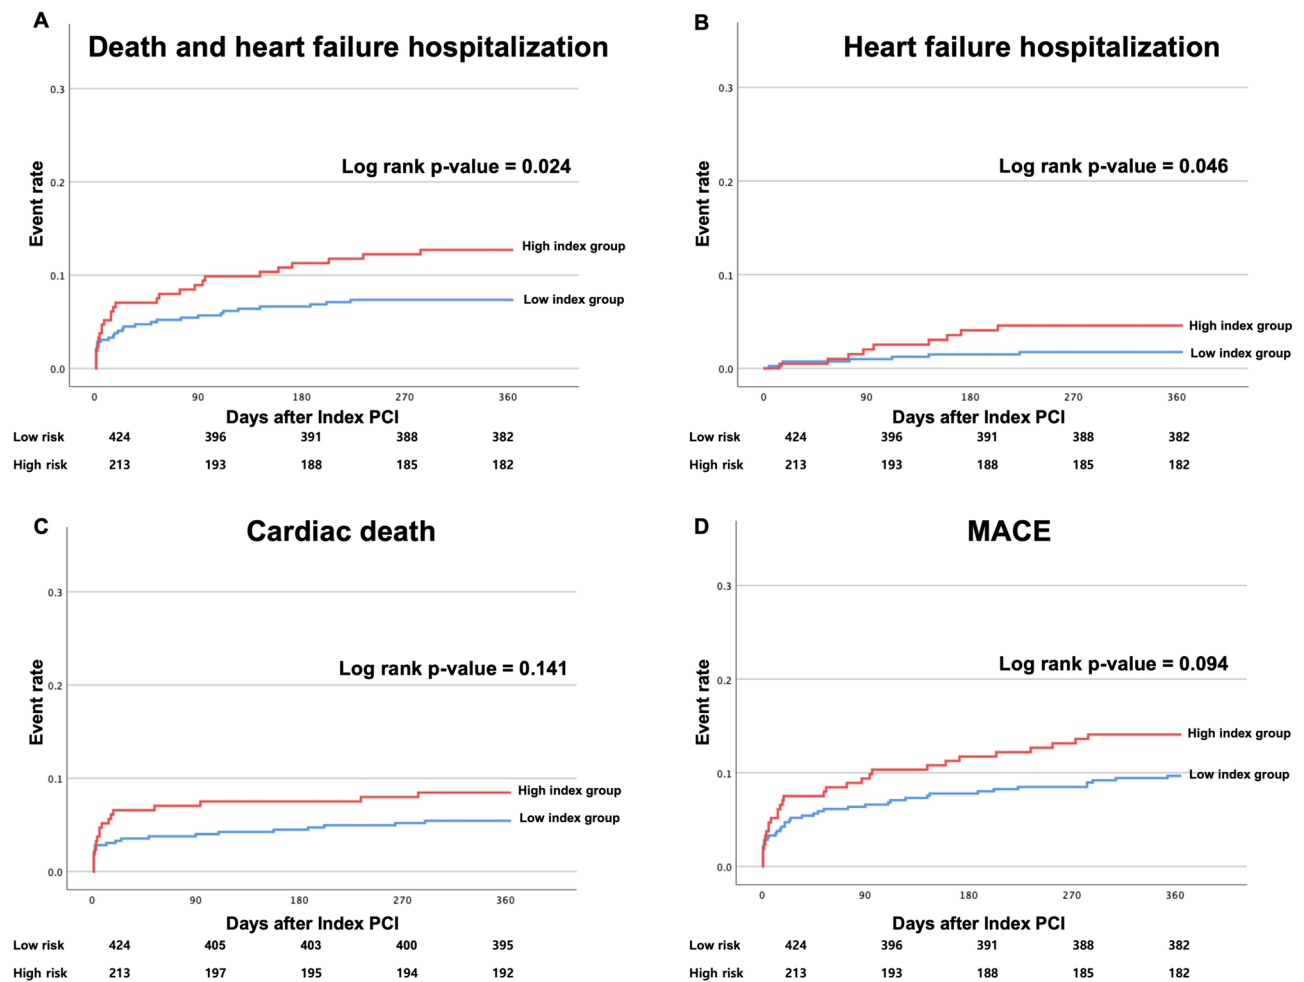 A
Death and heart failure hospitalization
0.3
Log rank p-value = 0.024
0.2
Event rate
High index group
0.1
Low index group
0.0
0 90 180 270 360
Days after Index PCI
Low risk 424 396 391 388 382
High risk 213 193 188 185 182
B
Heart failure hospitalization
0.3
Log rank p-value = 0.046
0.2
Event rate
0.1
High index group
Low index group
0.0
0 90 180 270 360
Days after Index PCI
Low risk 424 396 391 388 382
High risk 213 193 188 185 182
C
Cardiac death
0.3
Log rank p-value = 0.141
0.2
Event rate
0.1
High index group
Low index group
0.0
0 90 180 270 360
Days after Index PCI
Low risk 424 405 403 400 395
High risk 213 197 195 194 192
D
MACE
0.3
Log rank p-value = 0.094
0.2
Event rate
High index group
0.1
Low index group
0.0
0 90 180 270 360
Days after Index PCI
Low risk 424 396 391 388 382
High risk 213 193 188 185 182